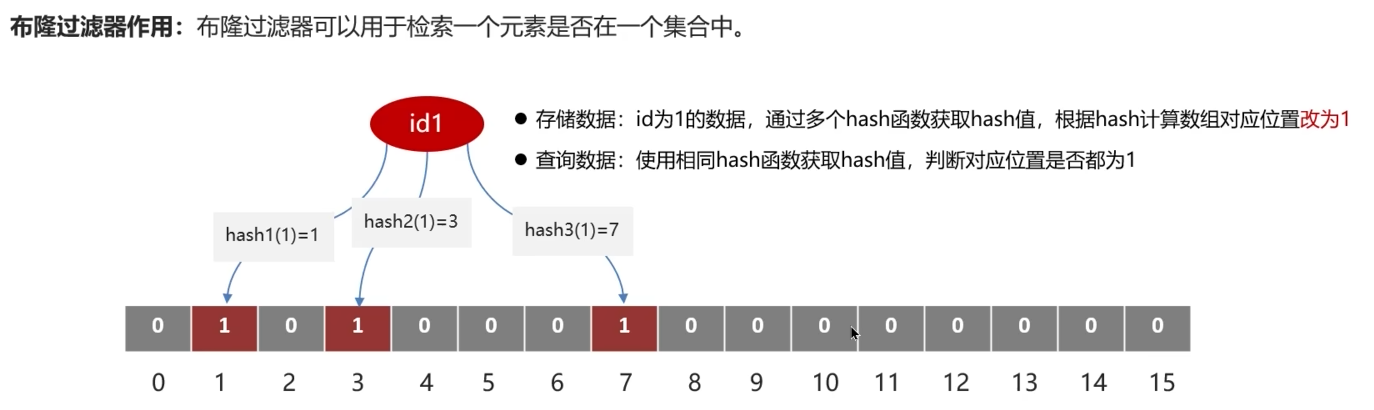 布隆过滤器作用：布隆过滤器可以用于检索一个元素是否在一个集合中。
id1
● 存储数据：id为1的数据，通过多个hash函数获取hash值，根据hash计算数组对应位置改为1
● 查询数据：使用相同hash函数获取hash值，判断对应位置是否都为1
hash1(1)=1
hash2(1)=3
hash3(1)=7
0 1 0 1 0 0 0 1 0 0 0 0 0 0 0 0
0 1 2 3 4 5 6 7 8 9 10 11 12 13 14 15